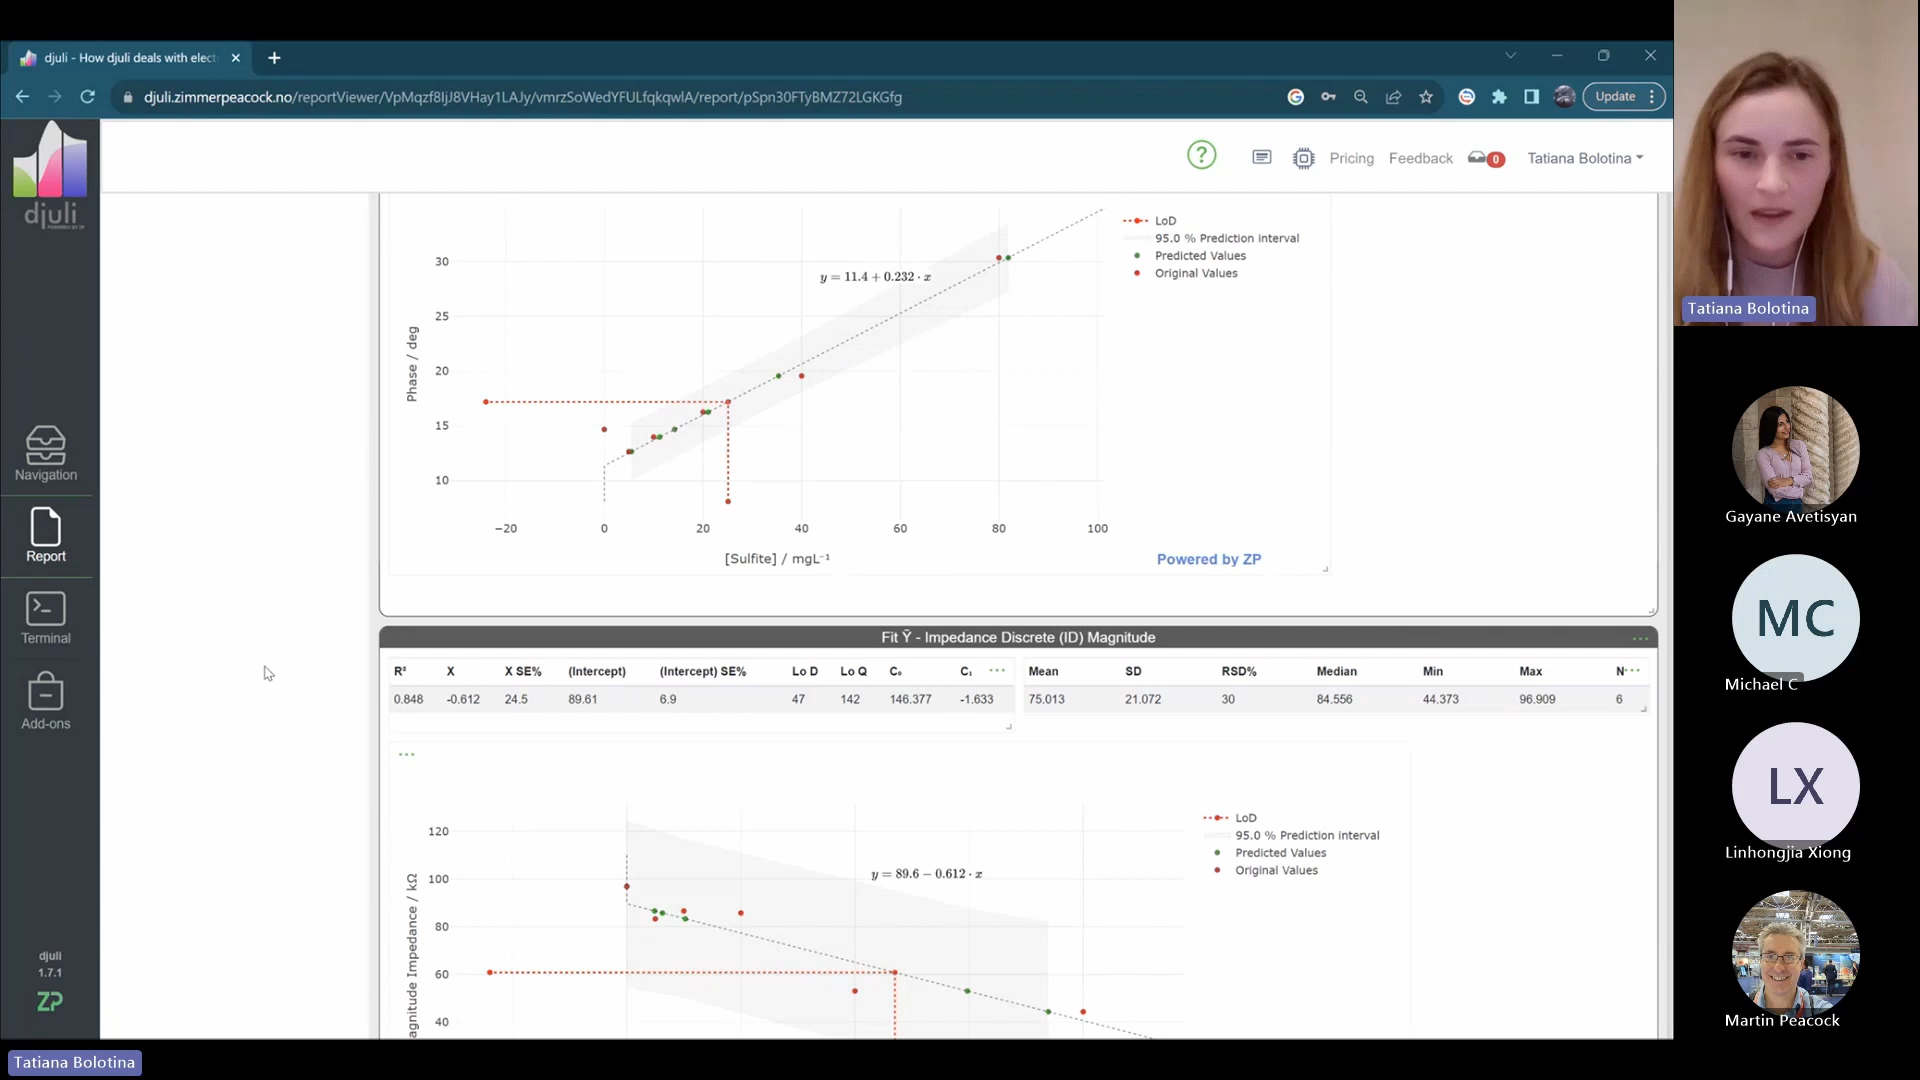 djuli - How djuli deals with elect
djuli.zimmerpeacock.no/reportViewer/VpMqzf8IjJ8VHay1LAJy/vmrzSoWedYFULfqkqwlA/report/pSpn30FTyBMZ72LGKGfg
Update
djuli
? Pricing Feedback 0 Tatiana Bolotina
Navigation
Report
Terminal
Add-ons
djuli
1.7.1
ZP
LoD
95.0 % Prediction interval
Predicted Values
Original Values
y = 11.4 + 0.232 · x
30
25
20
15
10
Phase / deg
−20 0 20 40 60 80 100
[Sulfite] / mgL⁻¹
Powered by ZP
Fit Ȳ - Impedance Discrete (ID) Magnitude
R² X X SE% (Intercept) (Intercept) SE% Lo D Lo Q C₀ C₁ Mean SD RSD% Median Min Max N
0.848 -0.612 24.5 89.61 6.9 47 142 146.377 -1.633 75.013 21.072 30 84.556 44.373 96.909 6
LoD
95.0 % Prediction interval
Predicted Values
Original Values
y = 89.6 − 0.612 · x
120
100
80
60
40
agnitude Impedance / kΩ
Tatiana Bolotina
Tatiana Bolotina
Gayane Avetisyan
MC
Michael C
LX
Linhongjia Xiong
Martin Peacock